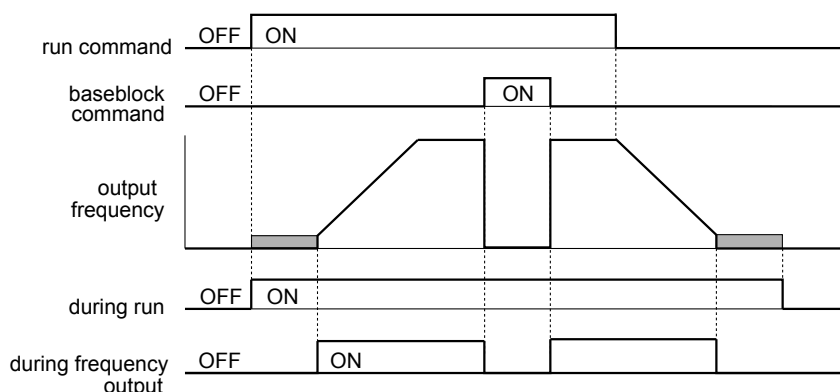 run command
OFF
ON
baseblock
command
OFF
ON
output
frequency
during run
OFF
ON
during frequency
output
OFF
ON